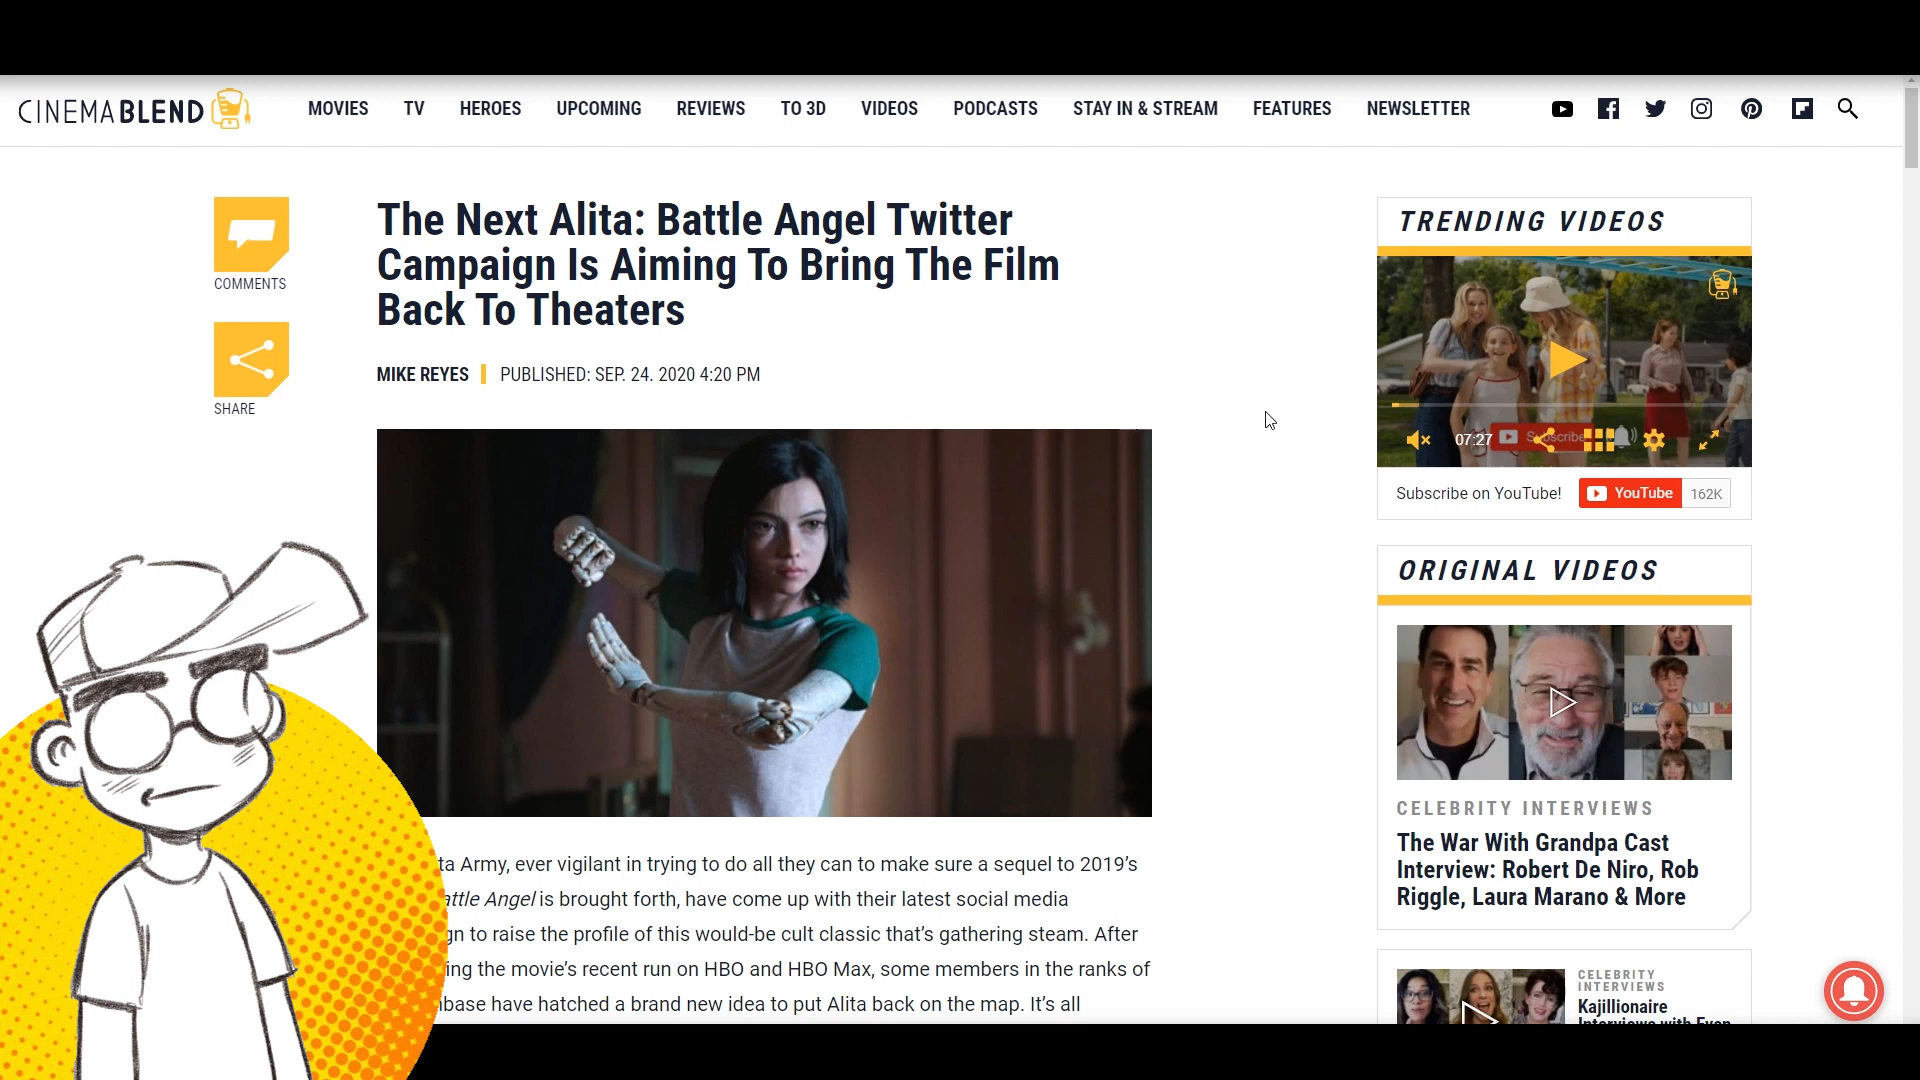 CINEMABLEND
MOVIES TV HEROES UPCOMING REVIEWS TO 3D VIDEOS PODCASTS STAY IN & STREAM FEATURES NEWSLETTER
COMMENTS
SHARE
The Next Alita: Battle Angel Twitter
Campaign Is Aiming To Bring The Film
Back To Theaters
MIKE REYES PUBLISHED: SEP. 24. 2020 4:20 PM
ta Army, ever vigilant in trying to do all they can to make sure a sequel to 2019's
attle Angel is brought forth, have come up with their latest social media
gn to raise the profile of this would-be cult classic that's gathering steam. After
ing the movie's recent run on HBO and HBO Max, some members in the ranks of
nbase have hatched a brand new idea to put Alita back on the map. It's all
TRENDING VIDEOS
07:27 Subscribe
Subscribe on YouTube! YouTube 162K
ORIGINAL VIDEOS
CELEBRITY INTERVIEWS
The War With Grandpa Cast
Interview: Robert De Niro, Rob
Riggle, Laura Marano & More
CELEBRITY
INTERVIEWS
Kajillionaire
Interviews with Evan